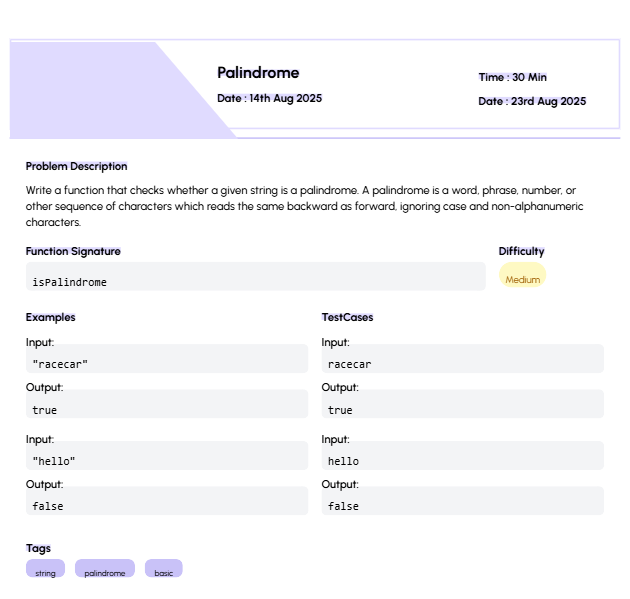 Palindrome
Date : 14th Aug 2025
Time : 30 Min
Date : 23rd Aug 2025
Problem Description
Write a function that checks whether a given string is a palindrome. A palindrome is a word, phrase, number, or
other sequence of characters which reads the same backward as forward, ignoring case and non-alphanumeric
characters.
Function Signature
isPalindrome
Difficulty
Medium
Examples
Input:
"racecar"
Output:
true
Input:
"hello"
Output:
false
TestCases
Input:
racecar
Output:
true
Input:
hello
Output:
false
Tags
string palindrome basic